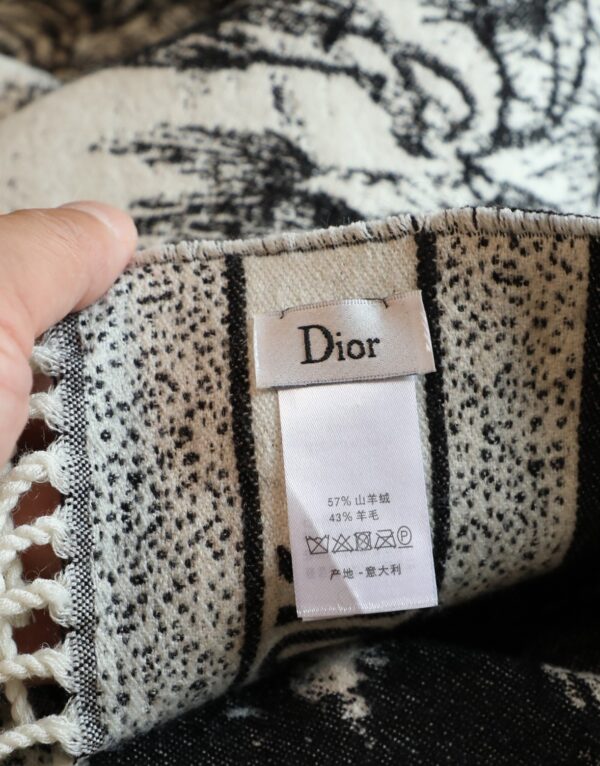 Dior
57% 山羊绒
43% 羊毛
产地 - 意大利